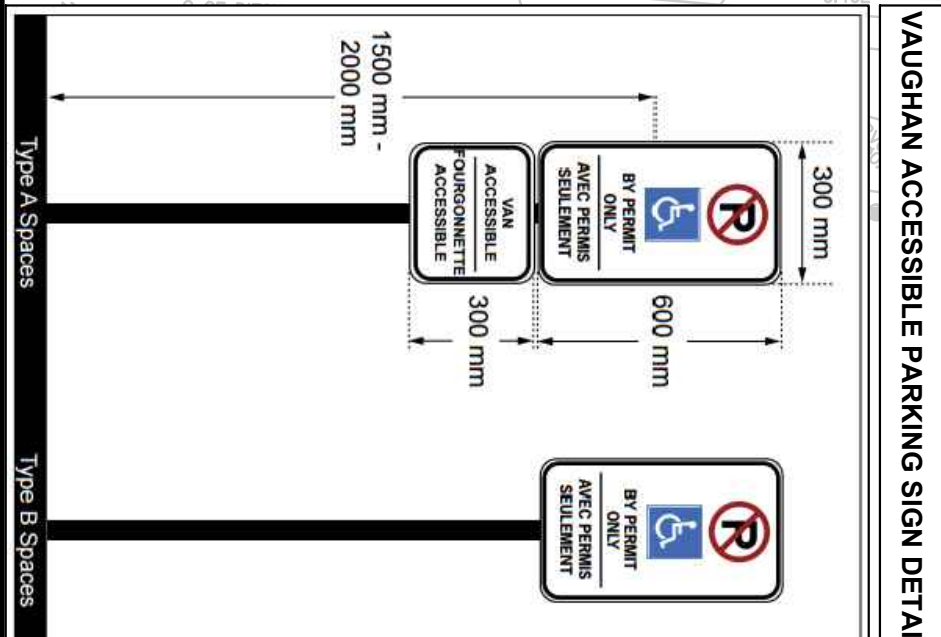 VAUGHAN ACCESSIBLE PARKING SIGN DETAI
300 mm
P
BY PERMIT
ONLY
AVEC PERMIS
SEULEMENT
600 mm
VAN
ACCESSIBLE
FOURGONNETTE
ACCESSIBLE
300 mm
1500 mm -
2000 mm
Type A Spaces
P
BY PERMIT
ONLY
AVEC PERMIS
SEULEMENT
Type B Spaces